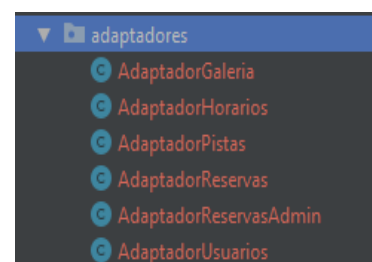 adaptadores
AdaptadorGaleria
AdaptadorHorarios
AdaptadorPistas
AdaptadorReservas
AdaptadorReservasAdmin
AdaptadorUsuarios